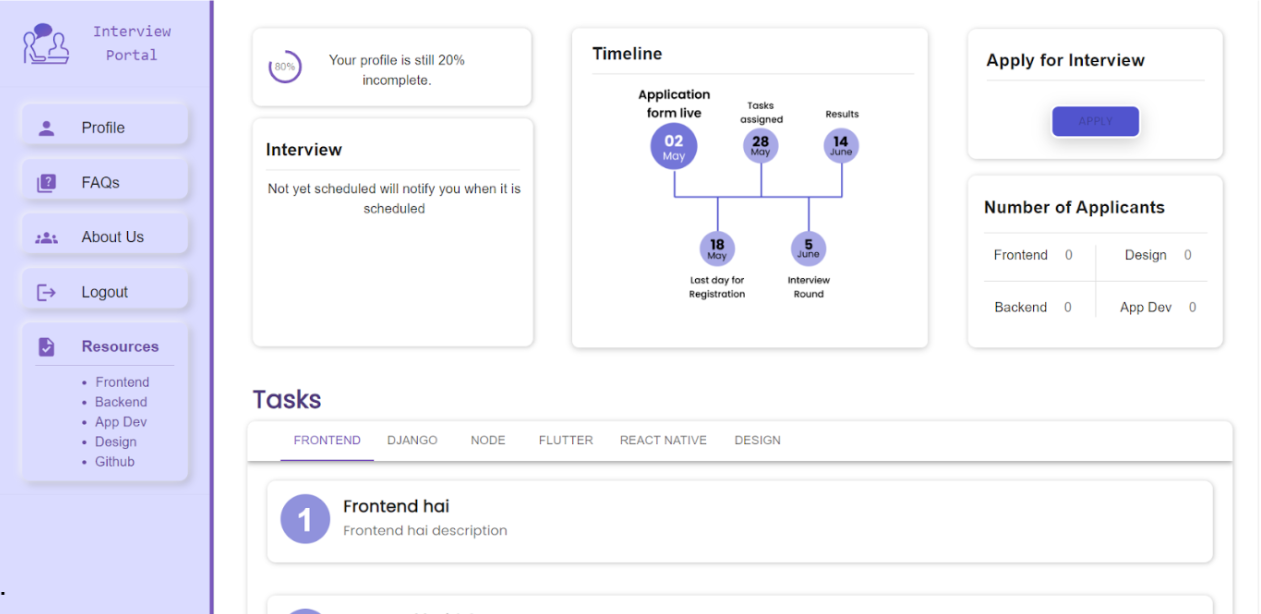 Interview
Portal
Profile
FAQs
About Us
Logout
Resources
Frontend
Backend
App Dev
Design
Github
80%
Your profile is still 20%
incomplete.
Interview
Not yet scheduled will notify you when it is
scheduled
Timeline
Application
form live
02
May
Tasks
assigned
28
May
Results
14
June
18
May
Last day for
Registration
5
June
Interview
Round
Apply for Interview
APPLY
Number of Applicants
Frontend 0
Design 0
Backend 0
App Dev 0
Tasks
FRONTEND DJANGO NODE FLUTTER REACT NATIVE DESIGN
1
Frontend hai
Frontend hai description